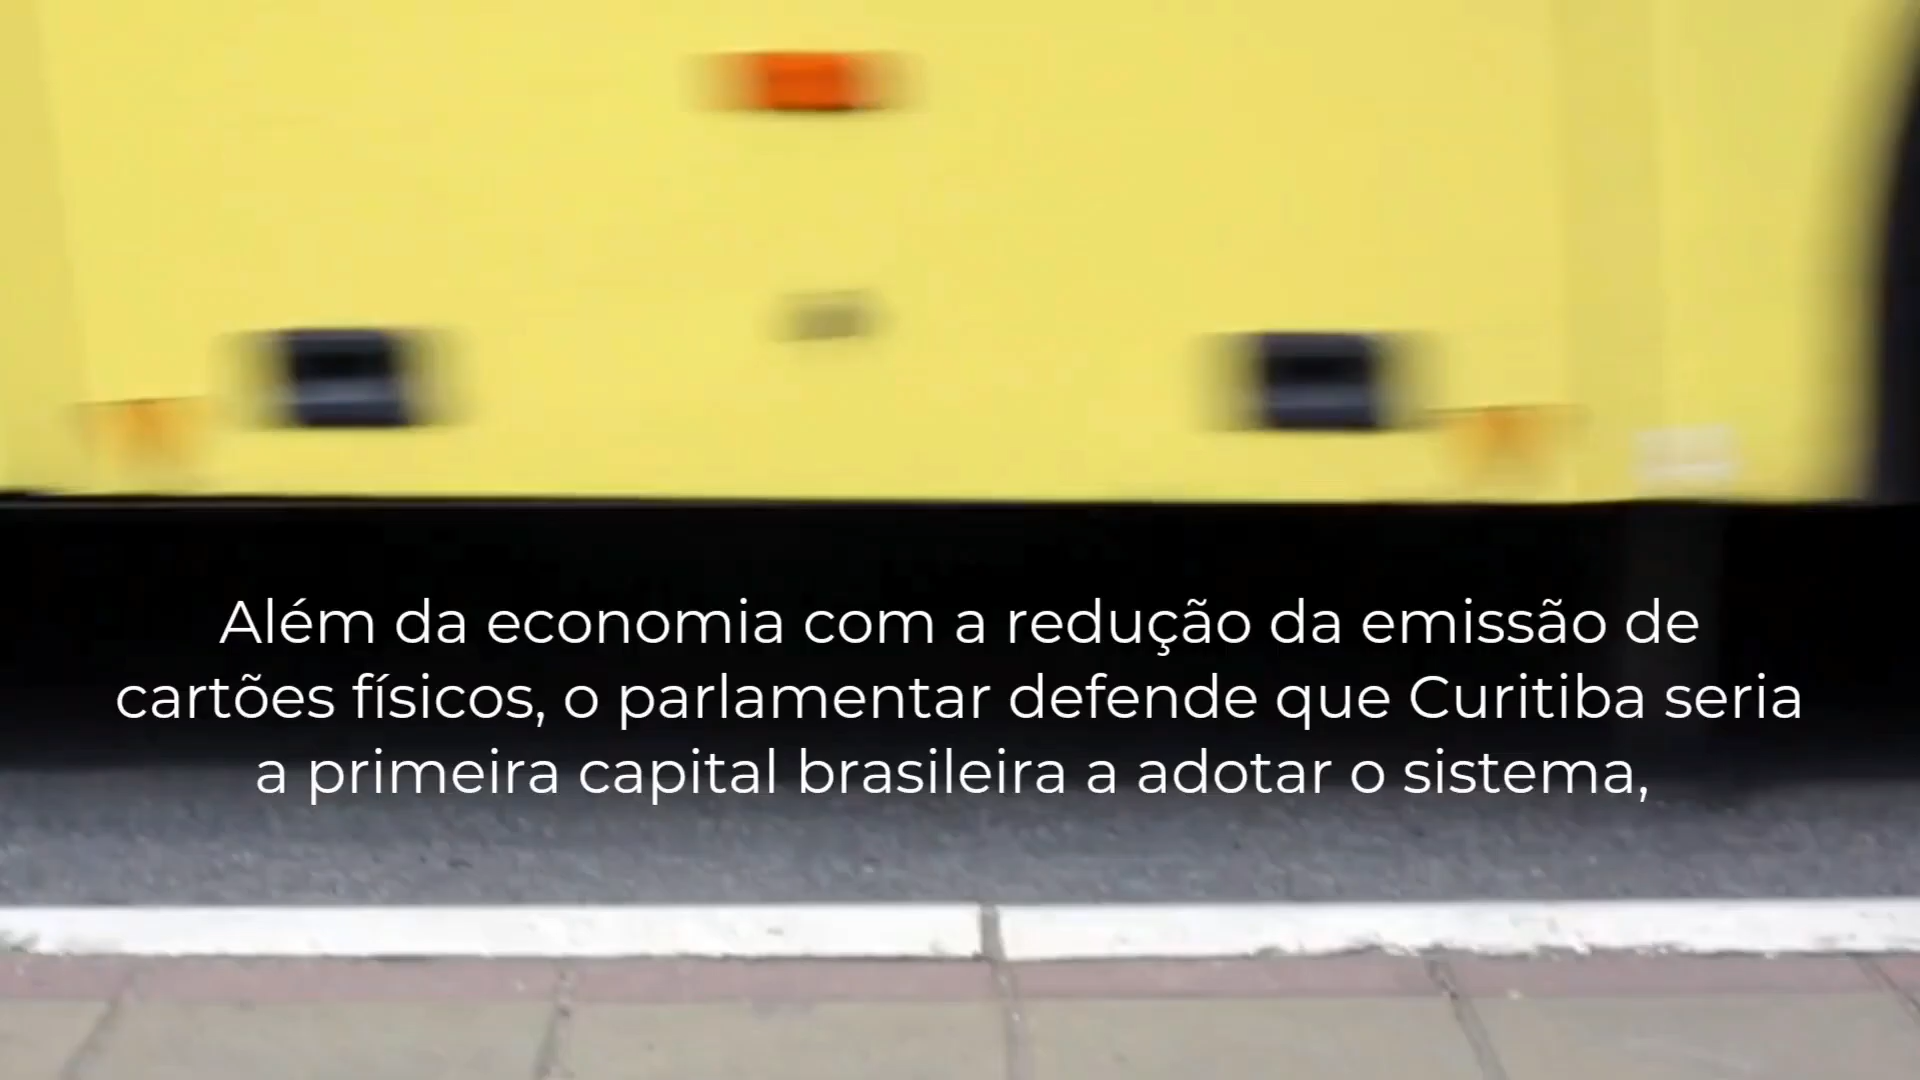 Além da economia com a redução da emissão de
cartões físicos, o parlamentar defende que Curitiba seria
a primeira capital brasileira a adotar o sistema,